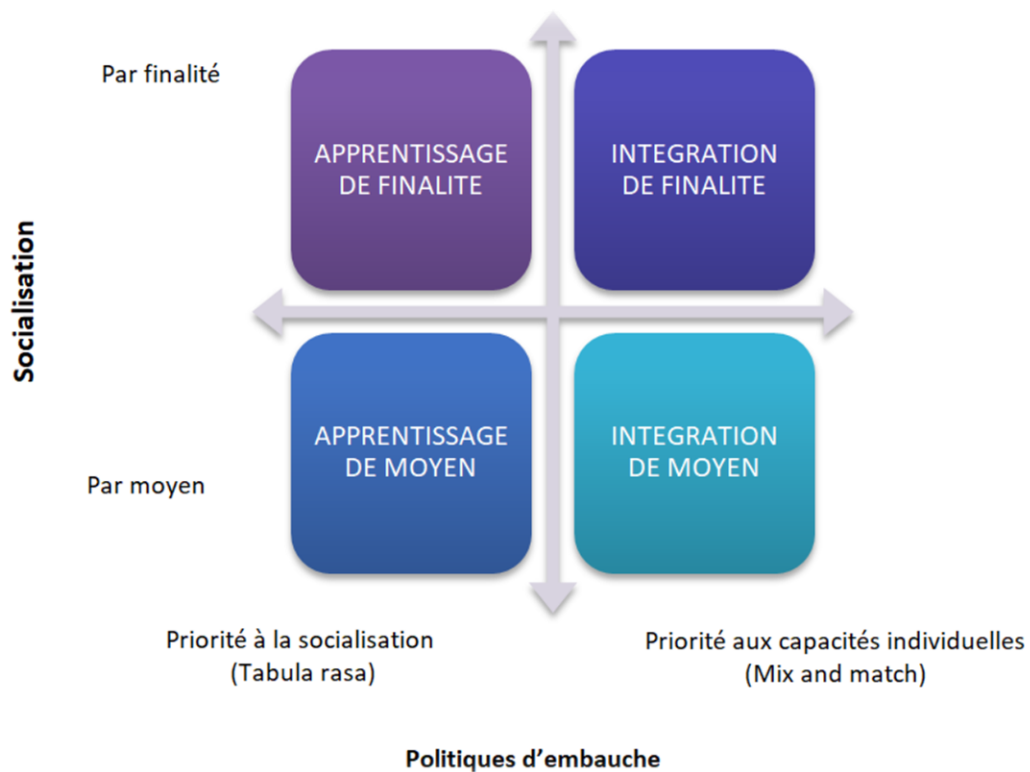 Par finalité
APPRENTISSAGE
DE FINALITE
INTEGRATION
DE FINALITE
Socialisation
APPRENTISSAGE
DE MOYEN
INTEGRATION
DE MOYEN
Par moyen
Priorité à la socialisation
(Tabula rasa)
Priorité aux capacités individuelles
(Mix and match)
Politiques d’embauche